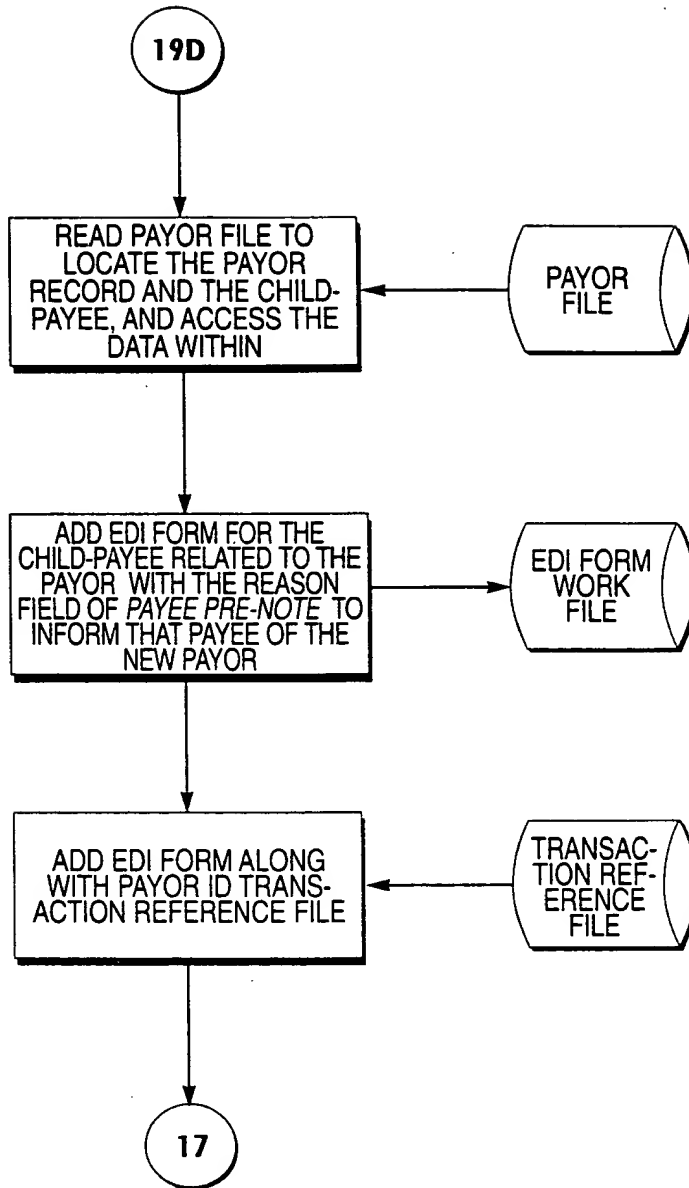 19D
READ PAYOR FILE TO
LOCATE THE PAYOR
RECORD AND THE CHILD-
PAYEE, AND ACCESS THE
DATA WITHIN
PAYOR
FILE
ADD EDI FORM FOR THE
CHILD-PAYEE RELATED TO THE
PAYOR WITH THE REASON
FIELD OF PAYEE PRE-NOTE TO
INFORM THAT PAYEE OF THE
NEW PAYOR
EDI FORM
WORK
FILE
ADD EDI FORM ALONG
WITH PAYOR ID TRANS-
ACTION REFERENCE FILE
TRANSAC-
TION REF-
ERENCE
FILE
17